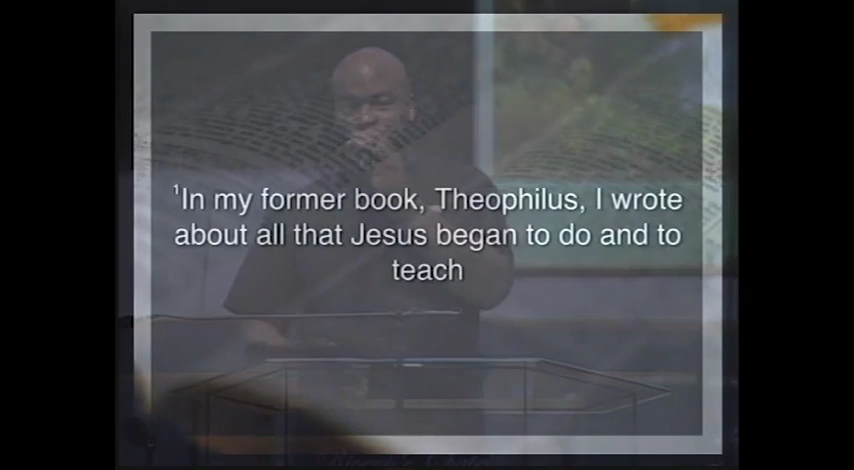 ¹In my former book, Theophilus, I wrote
about all that Jesus began to do and to
teach